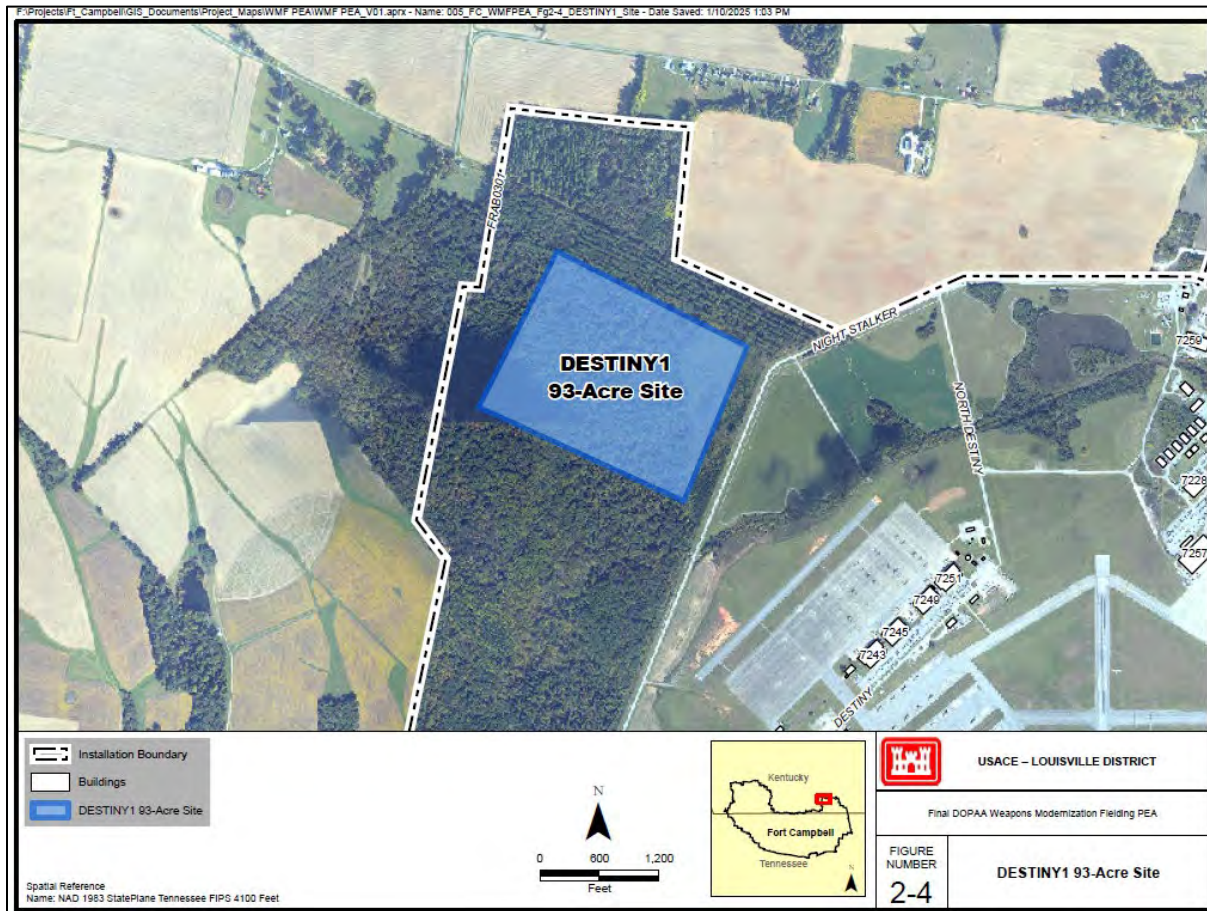 F:\Projects\Ft_Campbell\GIS_Documents\Project_Maps\WMF PEA\WMF PEA_V01.aprx - Name: 005_FC_WMFPEA_Fg2-4_DESTINY1_Site - Date Saved: 1/10/2025 1:03 PM
FRAB0301
NIGHT STALKER
7259
DESTINY1
93-Acre Site
NORTH DESTINY
7228
7257
7251
7249
7245
7243
DESTINY
Installation Boundary
Buildings
DESTINY1 93-Acre Site
Spatial Reference
Name: NAD 1983 StatePlane Tennessee FIPS 4100 Feet
N
0 600 1,200
Feet
Kentucky
Fort Campbell
Tennessee
N
USACE – LOUISVILLE DISTRICT
Final DOPAA Weapons Modernization Fielding PEA
FIGURE
NUMBER
2-4
DESTINY1 93-Acre Site